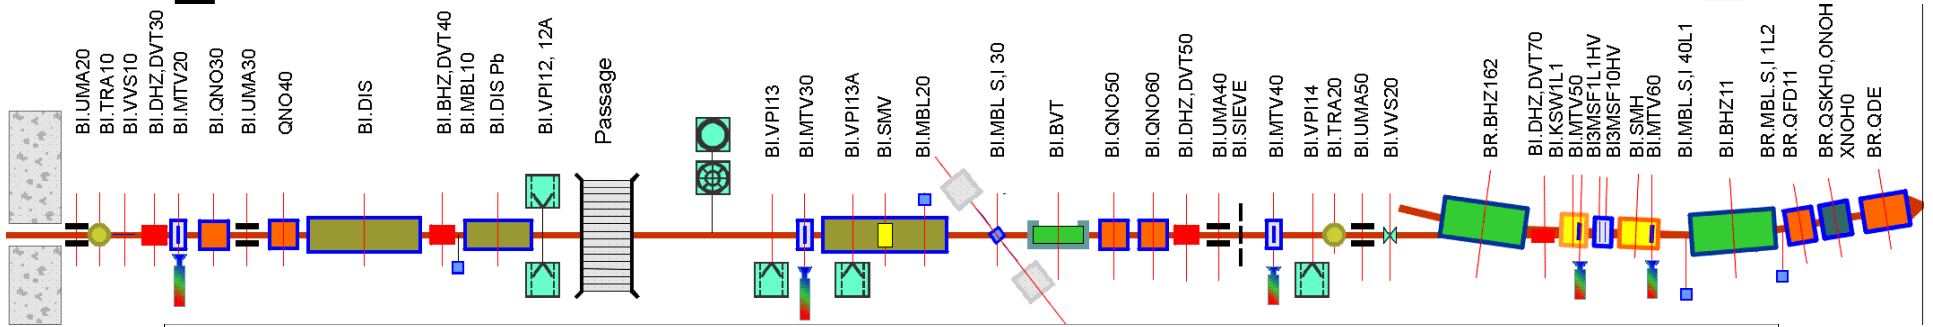 BI.UMA20
BI.TRA10
BI.VVS10
BI.DHZ,DVT30
BI.MTV20
BI.QNO30
BI.UMA30
QNO40
BI.DIS
BI.BHZ,DVT40
BI.MBL10
BI.DIS Pb
BI.VPI12, 12A
Passage
BI.VPI13
BI.MTV30
BI.VPI13A
BI.SMV
BI.MBL20
BI.MBL S,I 30
BI.BVT
BI.QNO50
BI.QNO60
BI.DHZ,DVT50
BI.UMA40
BI.SIEVE
BI.MTV40
BI.VPI14
BI.TRA20
BI.UMA50
BI.VVS20
BR.BHZ162
BI.DHZ,DVT70
BI.KSW1L1
BI.MTV50
BI3MSF1L1HV
BI3MSF10HV
BI.SMH
BI.MTV60
BI.MBL.S,I 40L1
BI.BHZ11
BR.MBL.S,I 1L2
BR.QFD11
BR.QSKH0,ONOH
XNOH0
BR.QDE